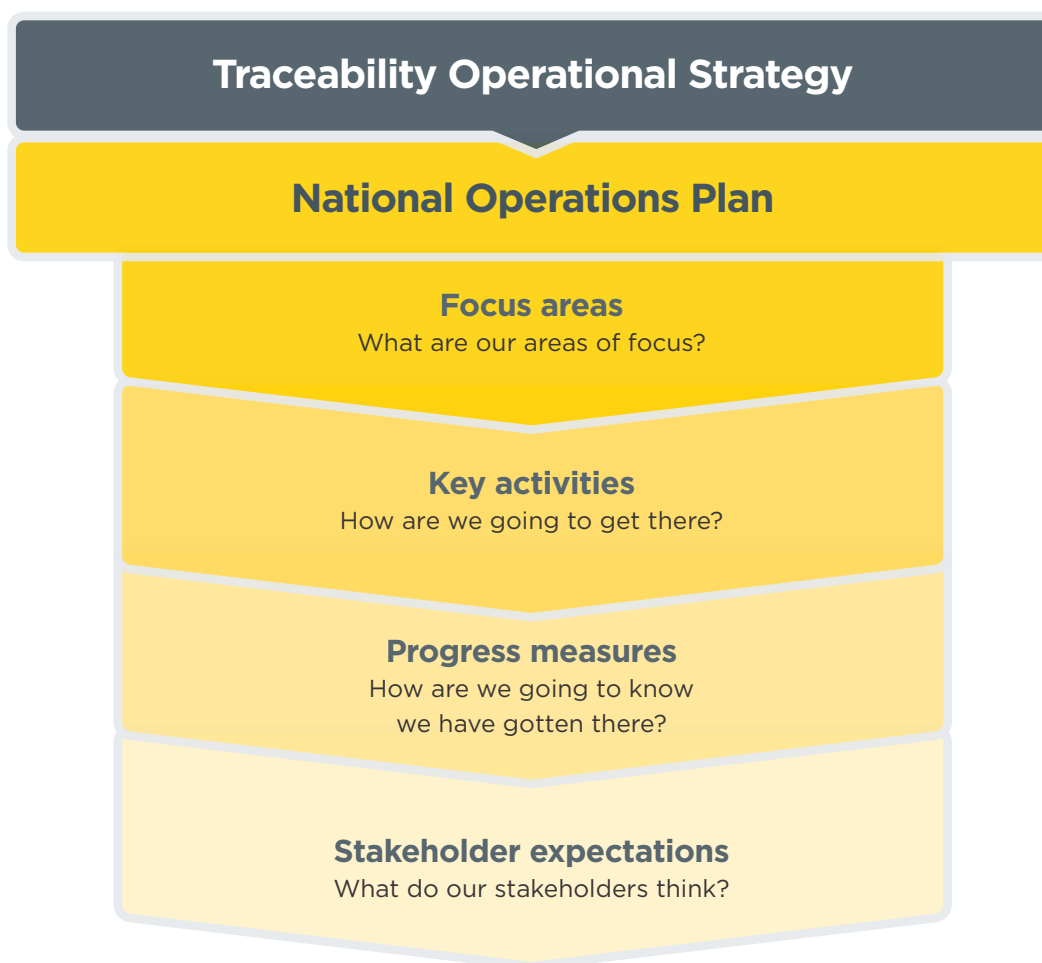 Traceability Operational Strategy
National Operations Plan
Focus areas
What are our areas of focus?
Key activities
How are we going to get there?
Progress measures
How are we going to know
we have gotten there?
Stakeholder expectations
What do our stakeholders think?